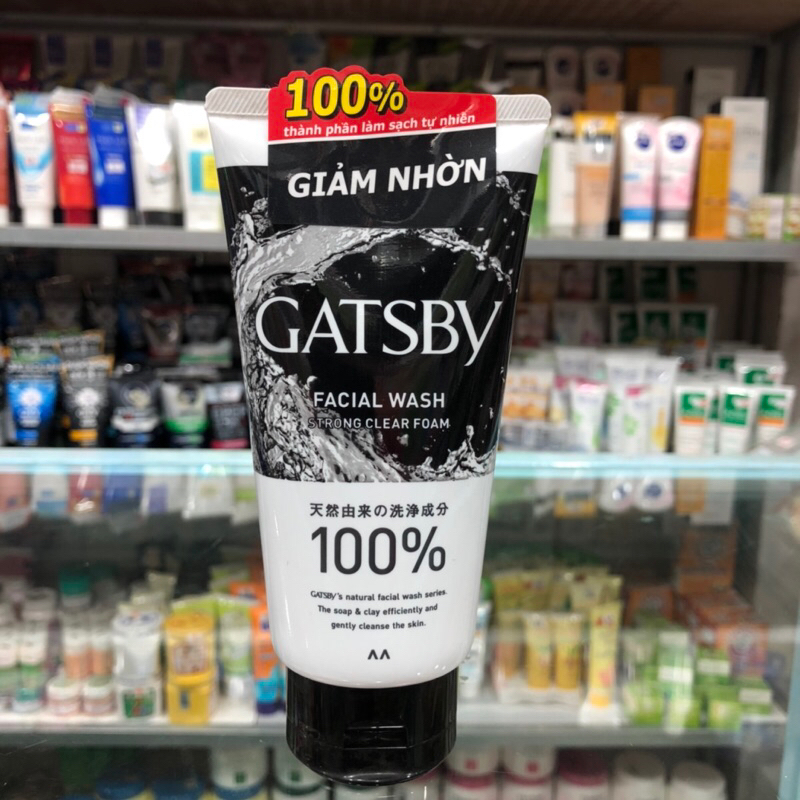 100%
thành phần làm sạch tự nhiên
GIẢM NHỜN
GATSBY
FACIAL WASH
STRONG CLEAR FOAM
天然由来の洗浄成分
100%
GATSBY's natural facial wash series.
The soap & clay efficiently and
gently cleanse the skin.